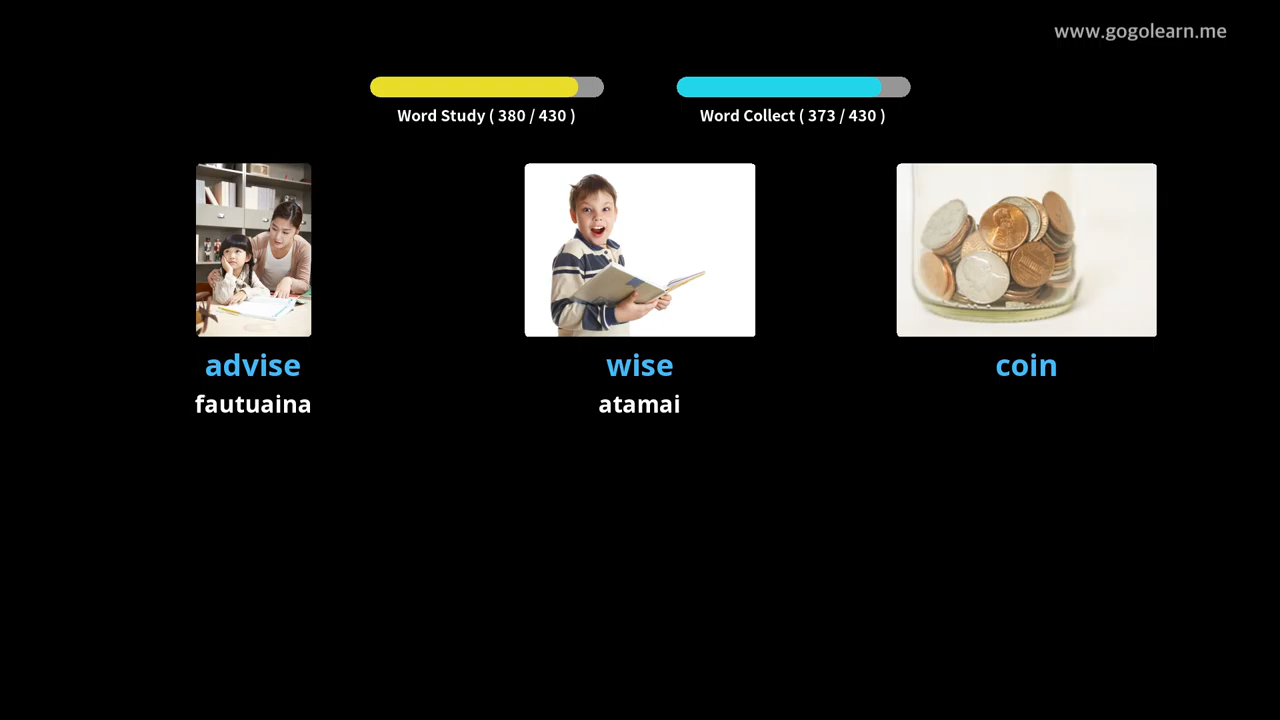 www.gogolearn.me
Word Study ( 380 / 430 )
Word Collect ( 373 / 430 )
advise
fautuaina
wise
atamai
coin